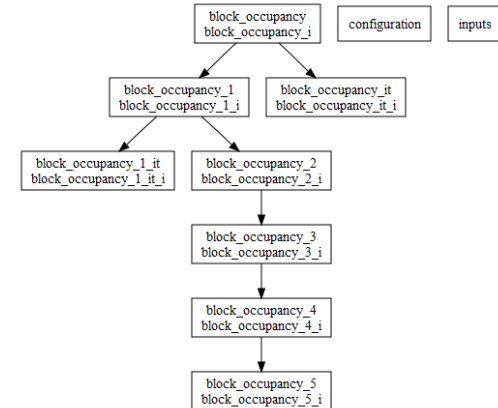 block_occupancy
block_occupancy_i
configuration
inputs
block_occupancy_1
block_occupancy_1_i
block_occupancy_it
block_occupancy_it_i
block_occupancy_1_it
block_occupancy_1_it_i
block_occupancy_2
block_occupancy_2_i
block_occupancy_3
block_occupancy_3_i
block_occupancy_4
block_occupancy_4_i
block_occupancy_5
block_occupancy_5_i